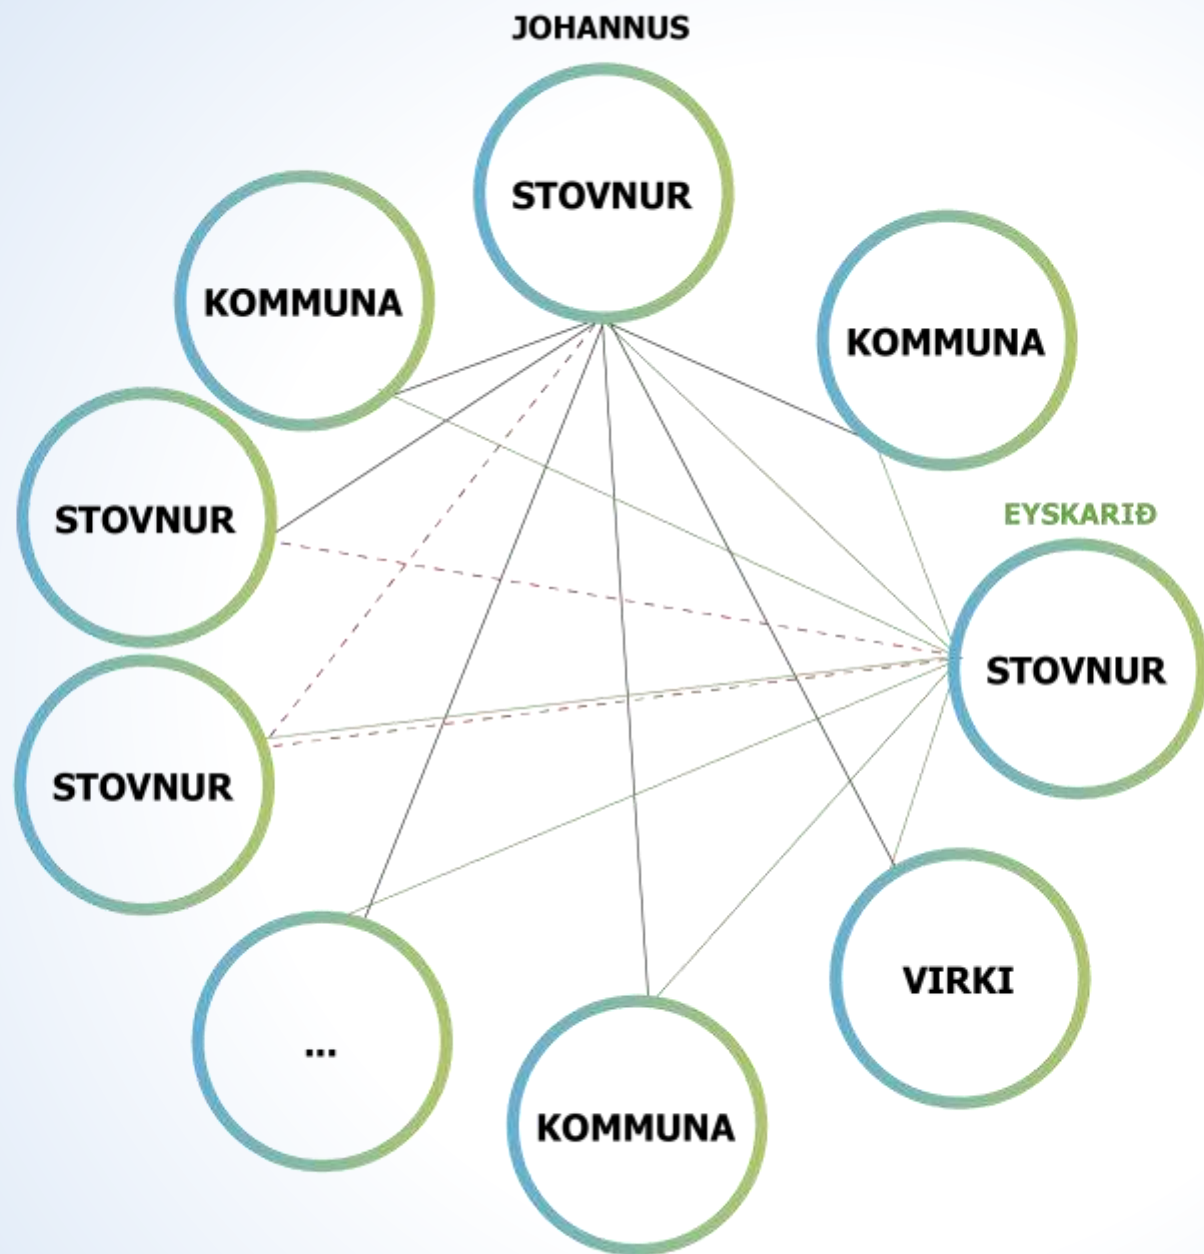 JOHANNUS
STOVNUR
KOMMUNA
KOMMUNA
STOVNUR
EYSKARIÐ
STOVNUR
STOVNUR
VIRKI
...
KOMMUNA